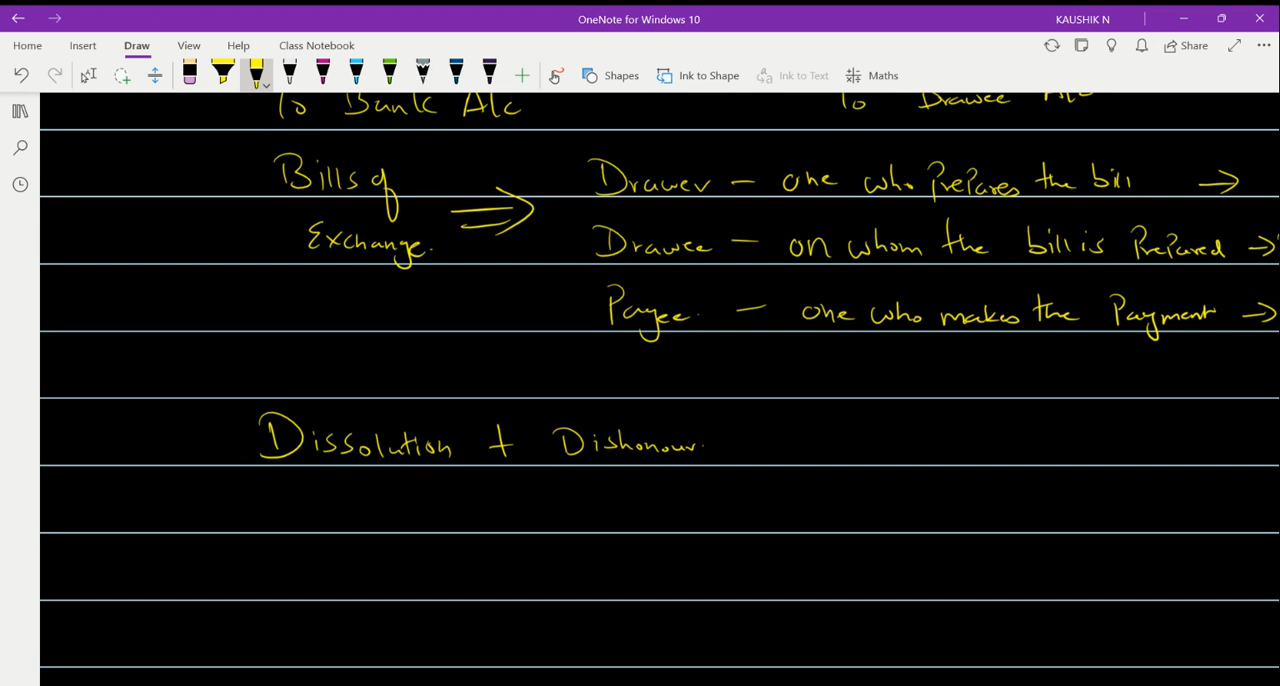 OneNote for Windows 10
KAUSHIK N
Home Insert Draw View Help Class Notebook
Share
Shapes Ink to Shape Ink to Text Maths
To Bank A/c To Drawee A/c
Bills of
Exchange.
Drawer - one who Prepares the bill →
Drawee - on whom the bill is Prepared →
Payee. - one who makes the Payment →
Dissolution + Dishonour.